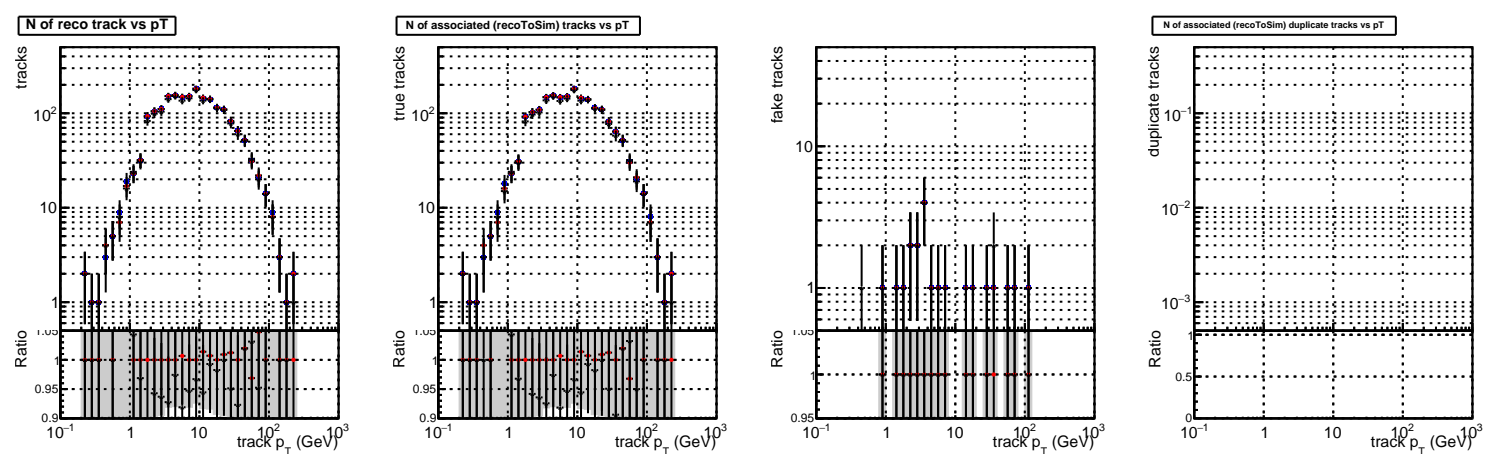 N of reco track vs pT
tracks
10²
10
1
Ratio
1.05
1
0.95
0.9
10⁻¹ 1 10 10² 10³
track p_T (GeV)
N of associated (recoToSim) tracks vs pT
true tracks
10²
10
1
Ratio
1.05
1
0.95
0.9
10⁻¹ 1 10 10² 10³
track p_T (GeV)
fake tracks
10
1
Ratio
1.05
1
0.95
10⁻¹ 1 10 10² 10³
track p_T (GeV)
N of associated (recoToSim) duplicate tracks vs pT
duplicate tracks
10⁻¹
10⁻²
10⁻³
Ratio
1
0.5
0
10⁻¹ 1 10 10² 10³
track p_T (GeV)